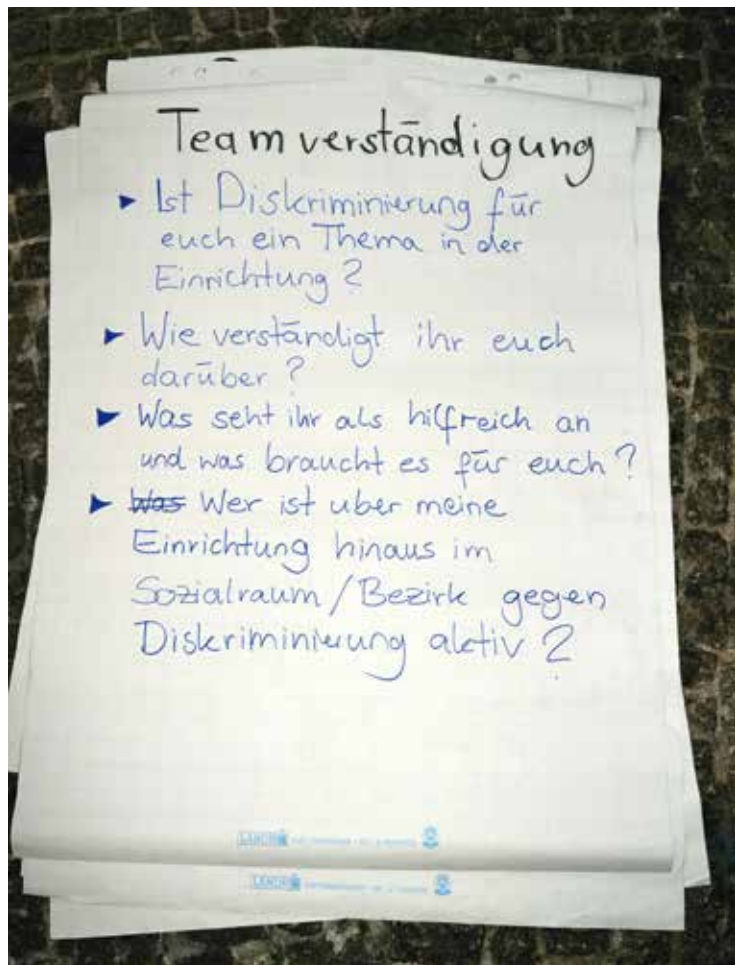 Teamverständigung
▸ Ist Diskriminierung für
euch ein Thema in der
Einrichtung?
▸ Wie verständigt ihr euch
darüber?
▸ Was seht ihr als hilfreich an
und was braucht es für euch?
▸ ~~Was~~ Wer ist uber meine
Einrichtung hinaus im
Sozialraum/Bezirk gegen
Diskriminierung aktiv?